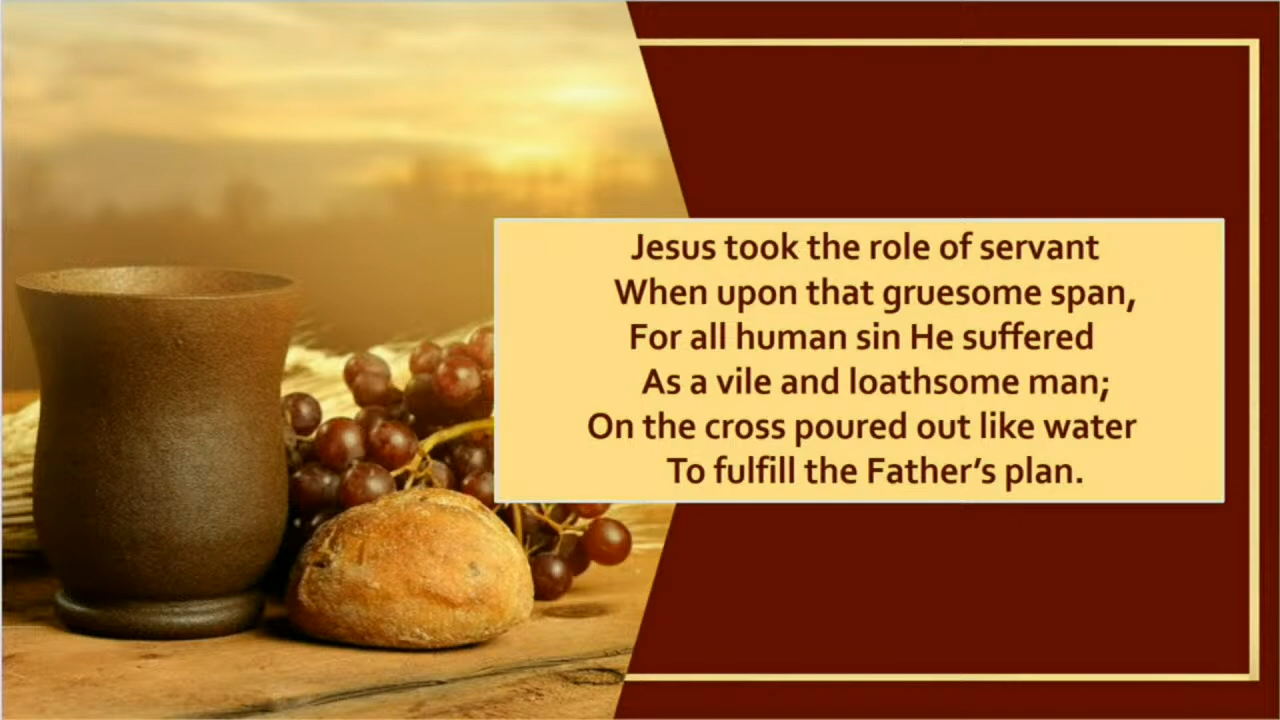 Jesus took the role of servant
When upon that gruesome span,
For all human sin He suffered
As a vile and loathsome man;
On the cross poured out like water
To fulfill the Father’s plan.